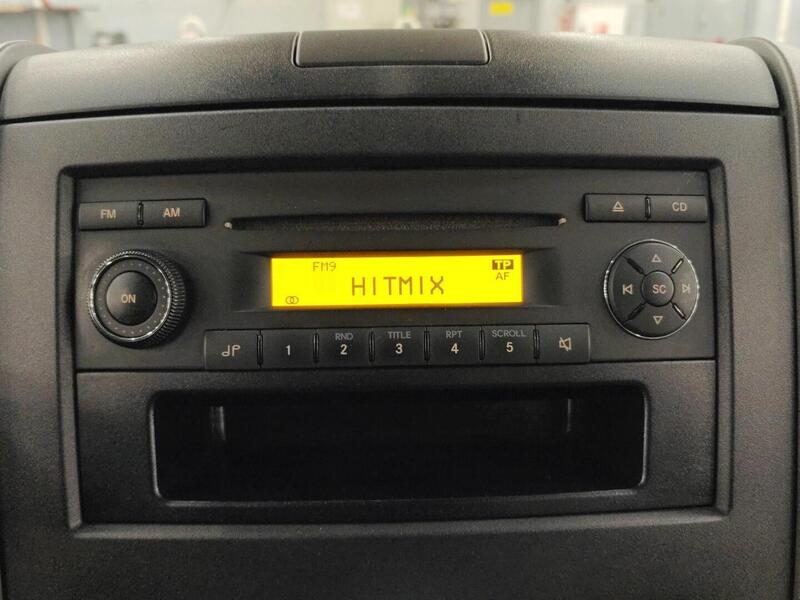 FM AM
CD
FM9 TP
AF
HITMIX
ON
SC
RND TITLE RPT SCROLL
1 2 3 4 5